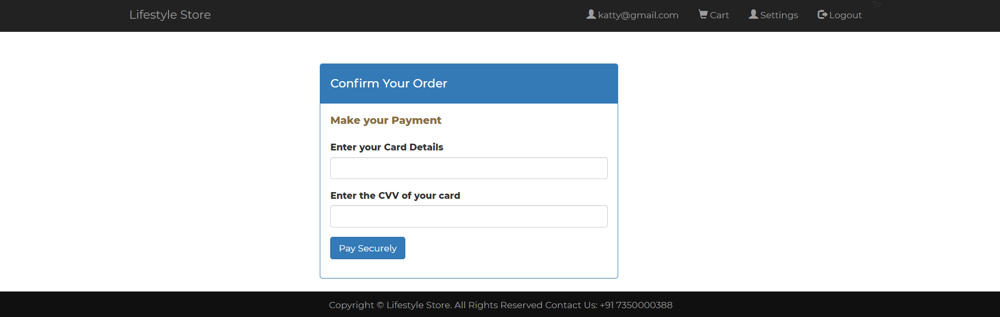 Lifestyle Store katty@gmail.com Cart Settings Logout ?>
Confirm Your Order
Make your Payment
Enter your Card Details
Enter the CVV of your card
Pay Securely
Copyright © Lifestyle Store. All Rights Reserved Contact Us: +91 7350000388